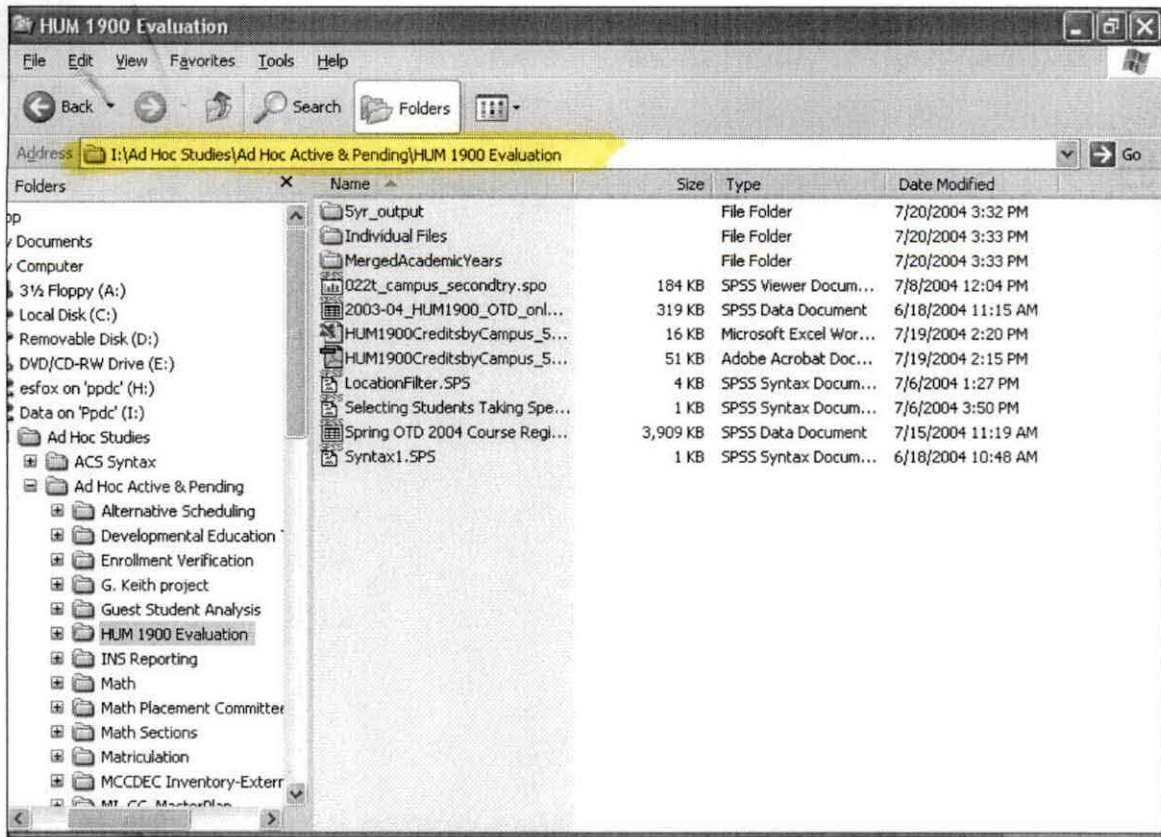 HUM 1900 Evaluation
File Edit View Favorites Tools Help
Back Search Folders
Address I:\Ad Hoc Studies\Ad Hoc Active & Pending\HUM 1900 Evaluation Go
Folders
Name Size Type Date Modified
5yr_output File Folder 7/20/2004 3:32 PM
Individual Files File Folder 7/20/2004 3:33 PM
MergedAcademicYears File Folder 7/20/2004 3:33 PM
022t_campus_secondtry.spo 184 KB SPSS Viewer Docum... 7/8/2004 12:04 PM
2003-04_HUM1900_OTD_onl... 319 KB SPSS Data Document 6/18/2004 11:15 AM
HUM1900CreditsbyCampus_5... 16 KB Microsoft Excel Wor... 7/19/2004 2:20 PM
HUM1900CreditsbyCampus_5... 51 KB Adobe Acrobat Doc... 7/19/2004 2:15 PM
LocationFilter.SPS 4 KB SPSS Syntax Docum... 7/6/2004 1:27 PM
Selecting Students Taking Spe... 1 KB SPSS Syntax Docum... 7/6/2004 3:50 PM
Spring OTD 2004 Course Regi... 3,909 KB SPSS Data Document 7/15/2004 11:19 AM
Syntax1.SPS 1 KB SPSS Syntax Docum... 6/18/2004 10:48 AM
op
Documents
Computer
3½ Floppy (A:)
Local Disk (C:)
Removable Disk (D:)
DVD/CD-RW Drive (E:)
esfox on 'ppdc' (H:)
Data on 'Ppdc' (I:)
Ad Hoc Studies
ACS Syntax
Ad Hoc Active & Pending
Alternative Scheduling
Developmental Education
Enrollment Verification
G. Keith project
Guest Student Analysis
HUM 1900 Evaluation
INS Reporting
Math
Math Placement Committee
Math Sections
Matriculation
MCCDEC Inventory-Extern
MI_CC_MasterPlan